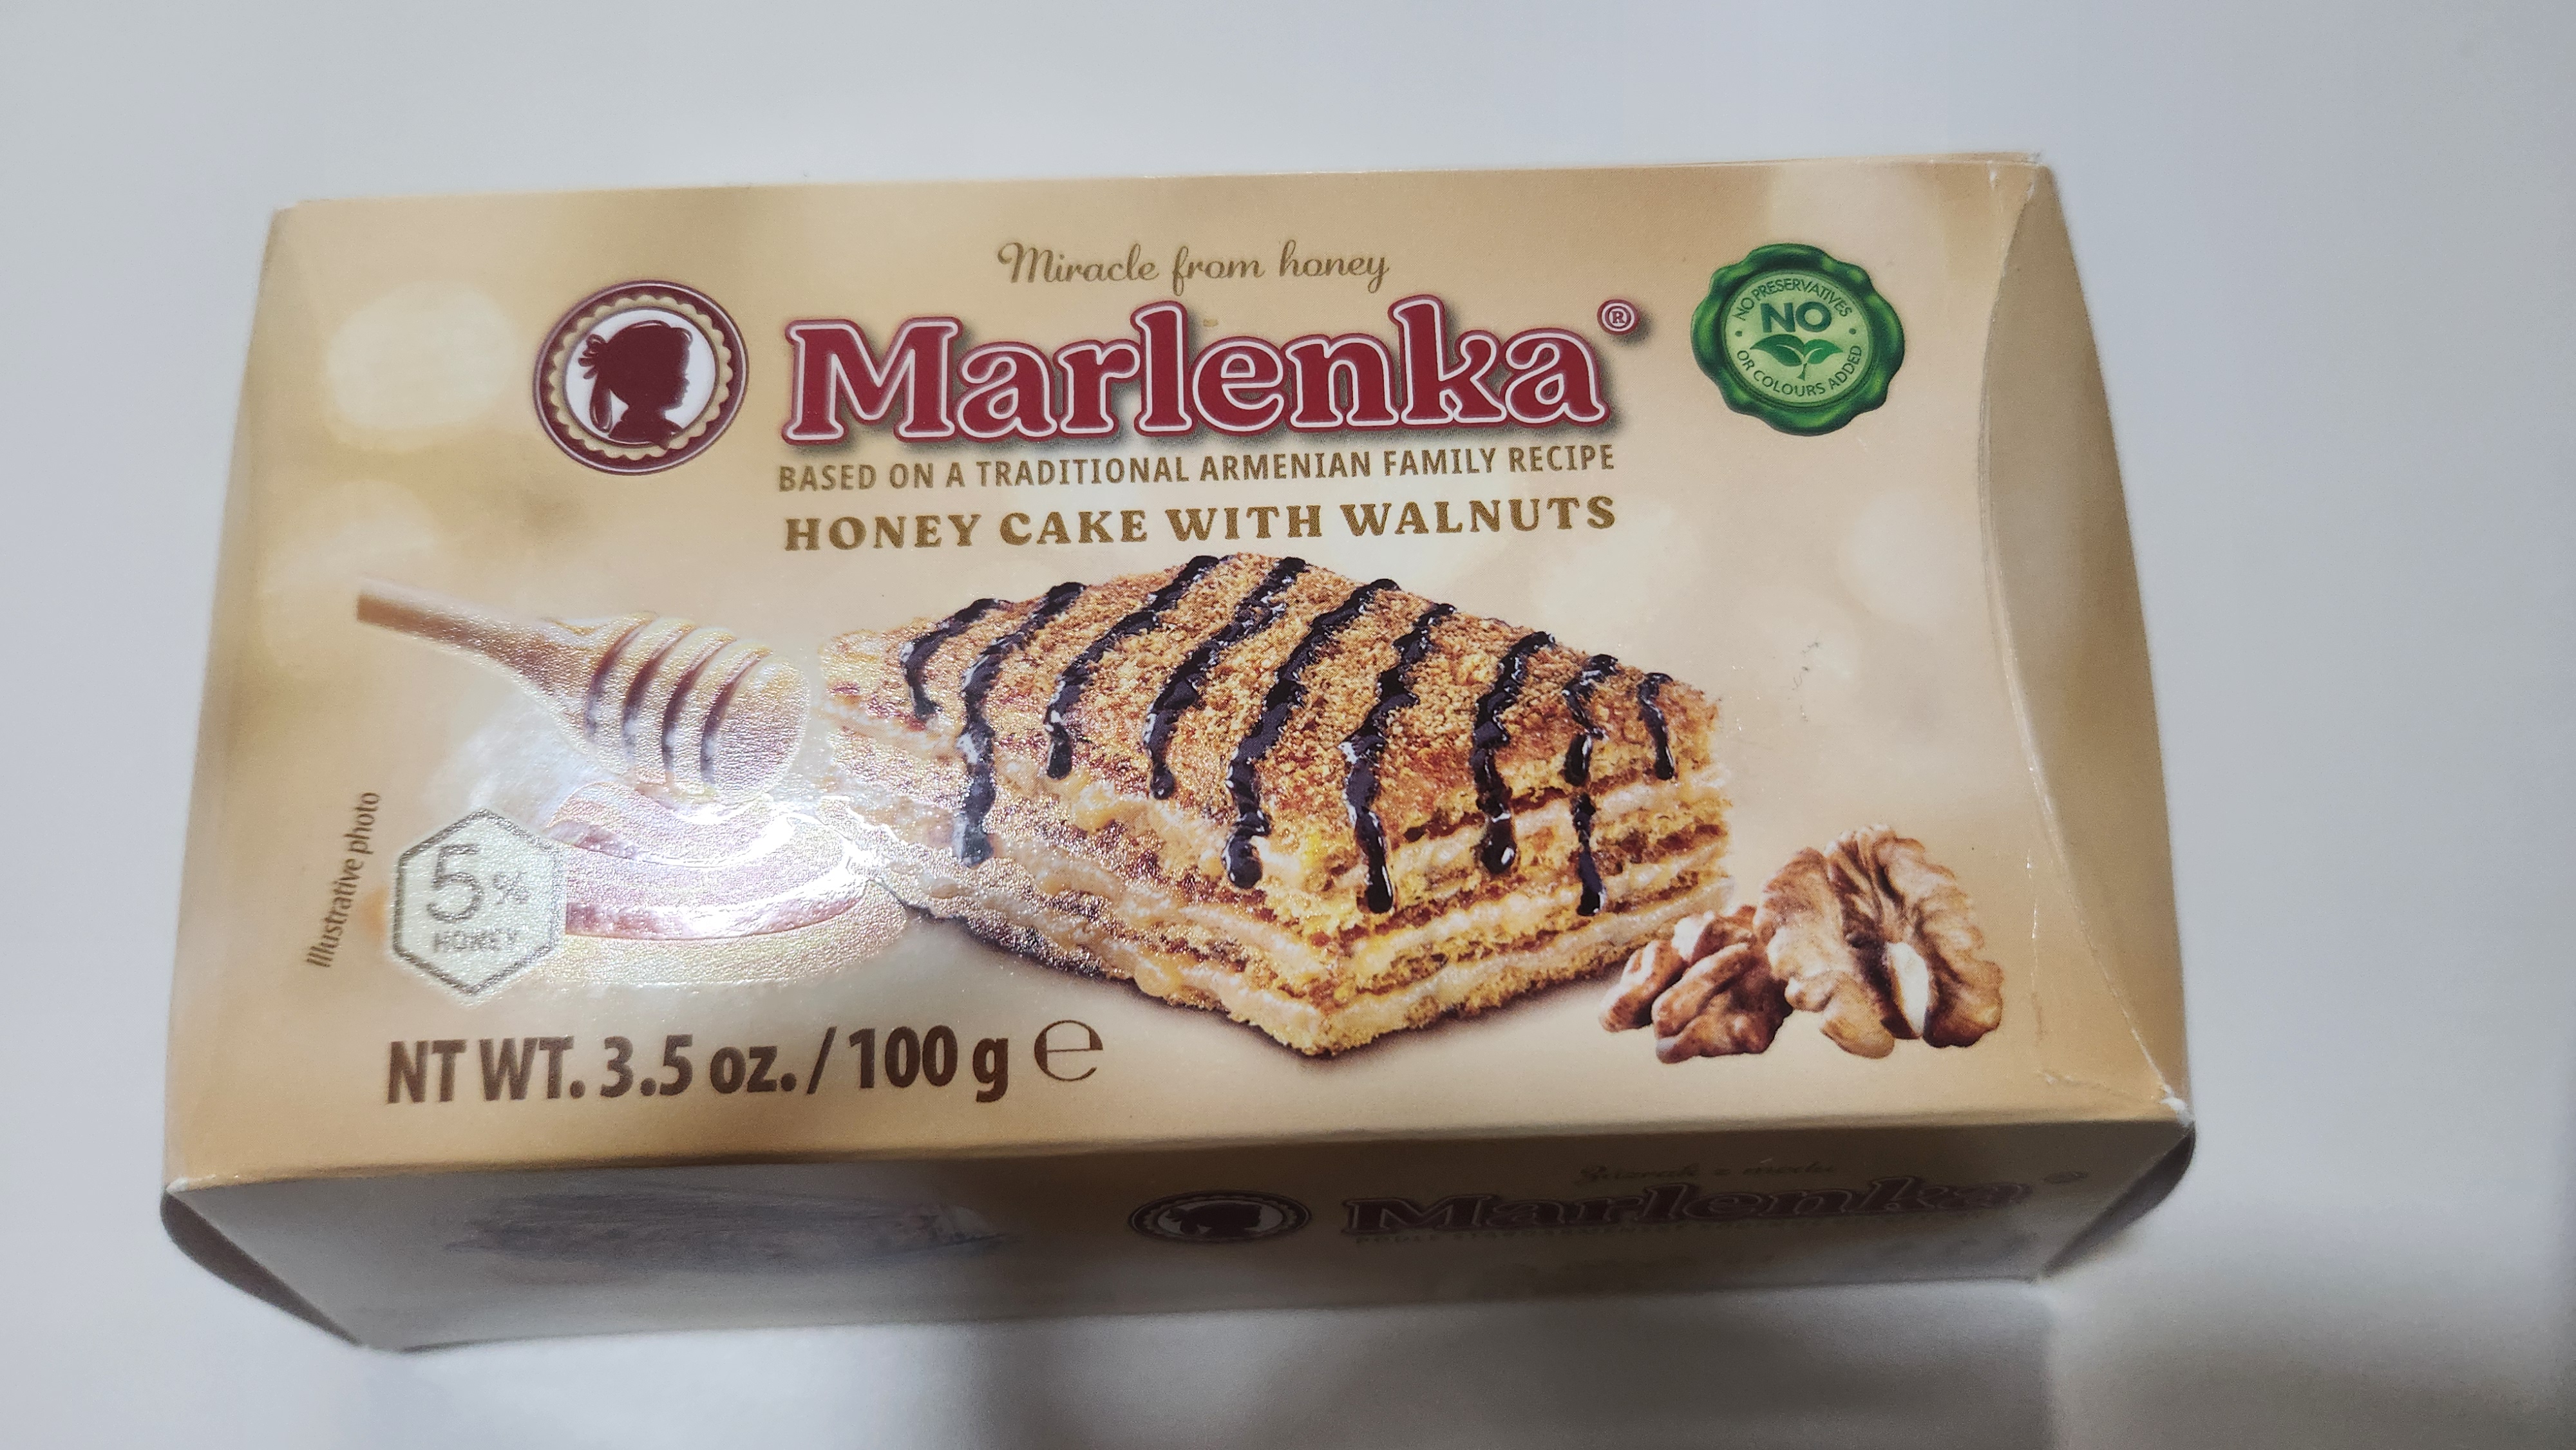 Miracle from honey
Marlenka®
BASED ON A TRADITIONAL ARMENIAN FAMILY RECIPE
HONEY CAKE WITH WALNUTS
NO PRESERVATIVES
NO
OR COLOURS ADDED
Illustrative photo
5%
HONEY
NT WT. 3.5 oz. / 100 g ℮
Marlenka®